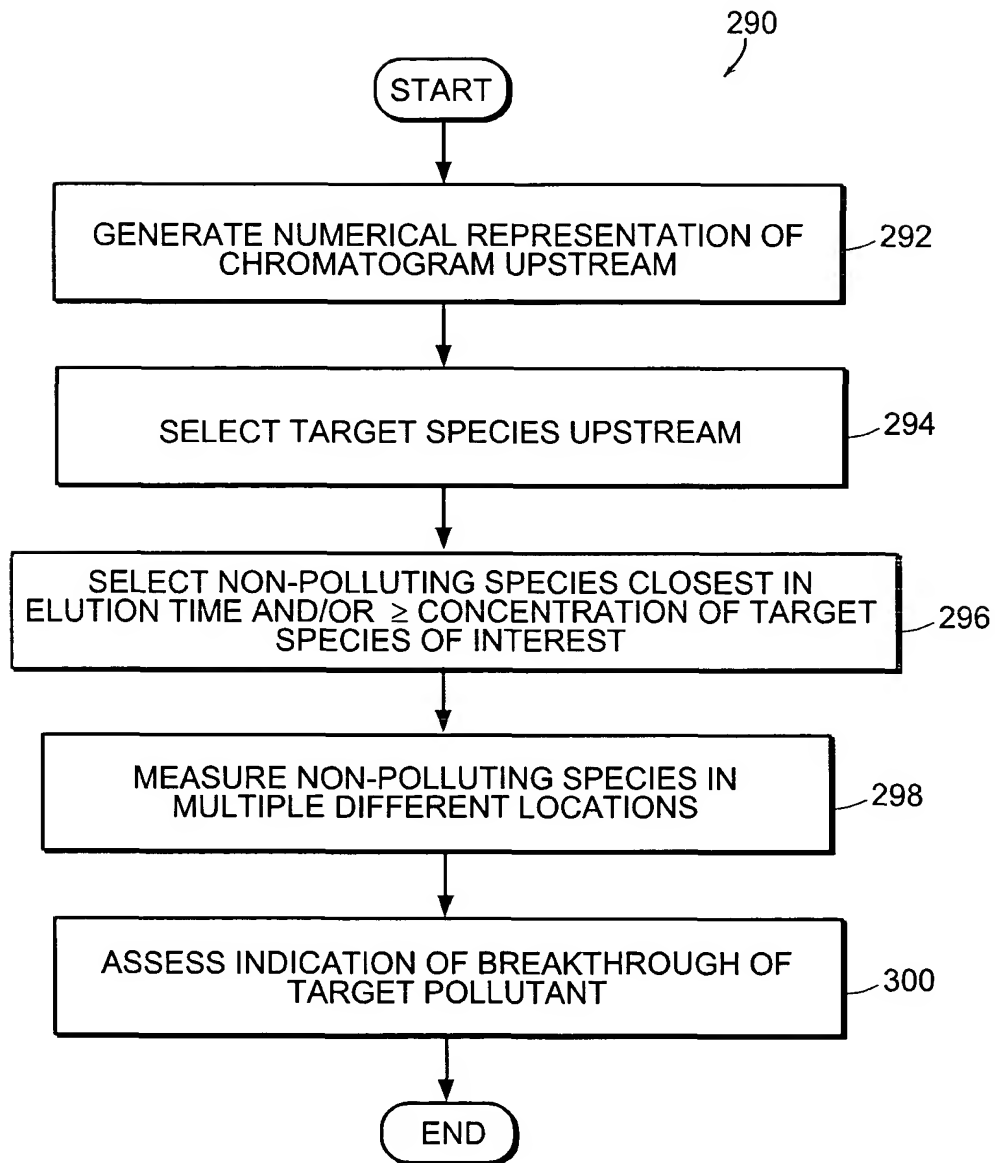 290
START
GENERATE NUMERICAL REPRESENTATION OF
CHROMATOGRAM UPSTREAM
292
SELECT TARGET SPECIES UPSTREAM
294
SELECT NON-POLLUTING SPECIES CLOSEST IN
ELUTION TIME AND/OR ≥ CONCENTRATION OF TARGET
SPECIES OF INTEREST
296
MEASURE NON-POLLUTING SPECIES IN
MULTIPLE DIFFERENT LOCATIONS
298
ASSESS INDICATION OF BREAKTHROUGH OF
TARGET POLLUTANT
300
END